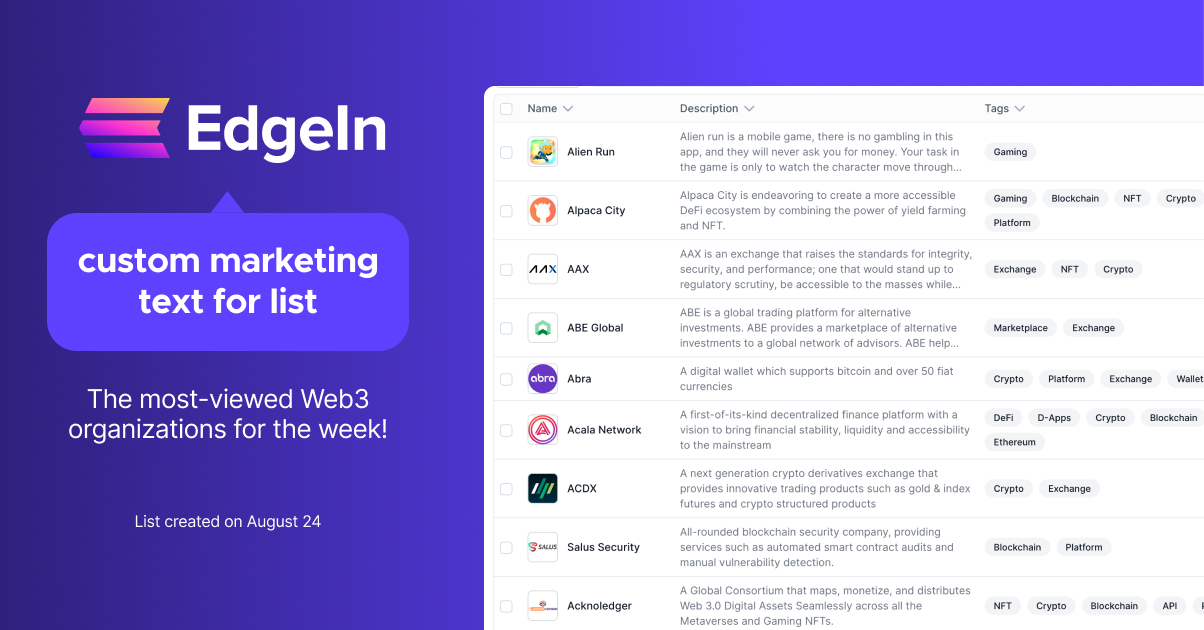 EdgeIn
custom marketing
text for list
The most-viewed Web3
organizations for the week!
List created on August 24
Name Description Tags
Alien Run
Alien run is a mobile game, there is no gambling in this
app, and they will never ask you for money. Your task in
the game is only to watch the character move through...
Gaming
Alpaca City
Alpaca City is endeavoring to create a more accessible
DeFi ecosystem by combining the power of yield farming
and NFT.
Gaming Blockchain NFT Crypto
Platform
AAX
AAX
AAX is an exchange that raises the standards for integrity,
security, and performance; one that would stand up to
regulatory scrutiny, be accessible to the masses while...
Exchange NFT Crypto
ABE Global
ABE is a global trading platform for alternative
investments. ABE provides a marketplace of alternative
investments to a global network of advisors. ABE help...
Marketplace Exchange
abra
Abra
A digital wallet which supports bitcoin and over 50 fiat
currencies
Crypto Platform Exchange Wallet
Acala Network
A first-of-its-kind decentralized finance platform with a
vision to bring financial stability, liquidity and accessibility
to the mainstream
DeFi D-Apps Crypto Blockchain
Ethereum
ACDX
A next generation crypto derivatives exchange that
provides innovative trading products such as gold & index
futures and crypto structured products
Crypto Exchange
SALUS
Salus Security
All-rounded blockchain security company, providing
services such as automated smart contract audits and
manual vulnerability detection.
Blockchain Platform
Acknoledger
A Global Consortium that maps, monetize, and distributes
Web 3.0 Digital Assets Seamlessly across all the
Metaverses and Gaming NFTs.
NFT Crypto Blockchain API